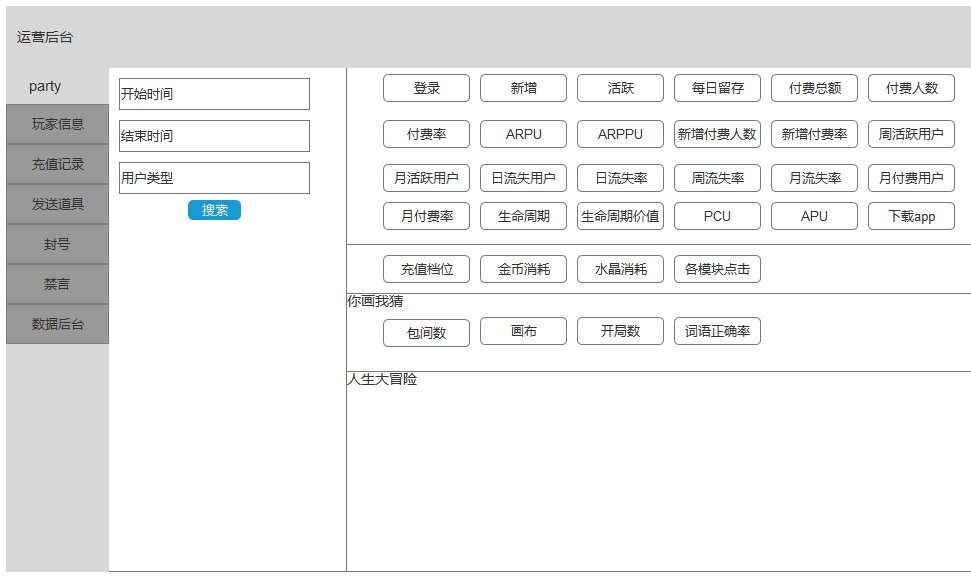 运营后台
party
玩家信息
充值记录
发送道具
封号
禁言
数据后台
开始时间
结束时间
用户类型
搜索
登录 新增 活跃 每日留存 付费总额 付费人数
付费率 ARPU ARPPU 新增付费人数 新增付费率 周活跃用户
月活跃用户 日流失用户 日流失率 周流失率 月流失率 月付费用户
月付费率 生命周期 生命周期价值 PCU APU 下载app
充值档位 金币消耗 水晶消耗 各模块点击
你画我猜
包间数 画布 开局数 词语正确率
人生大冒险